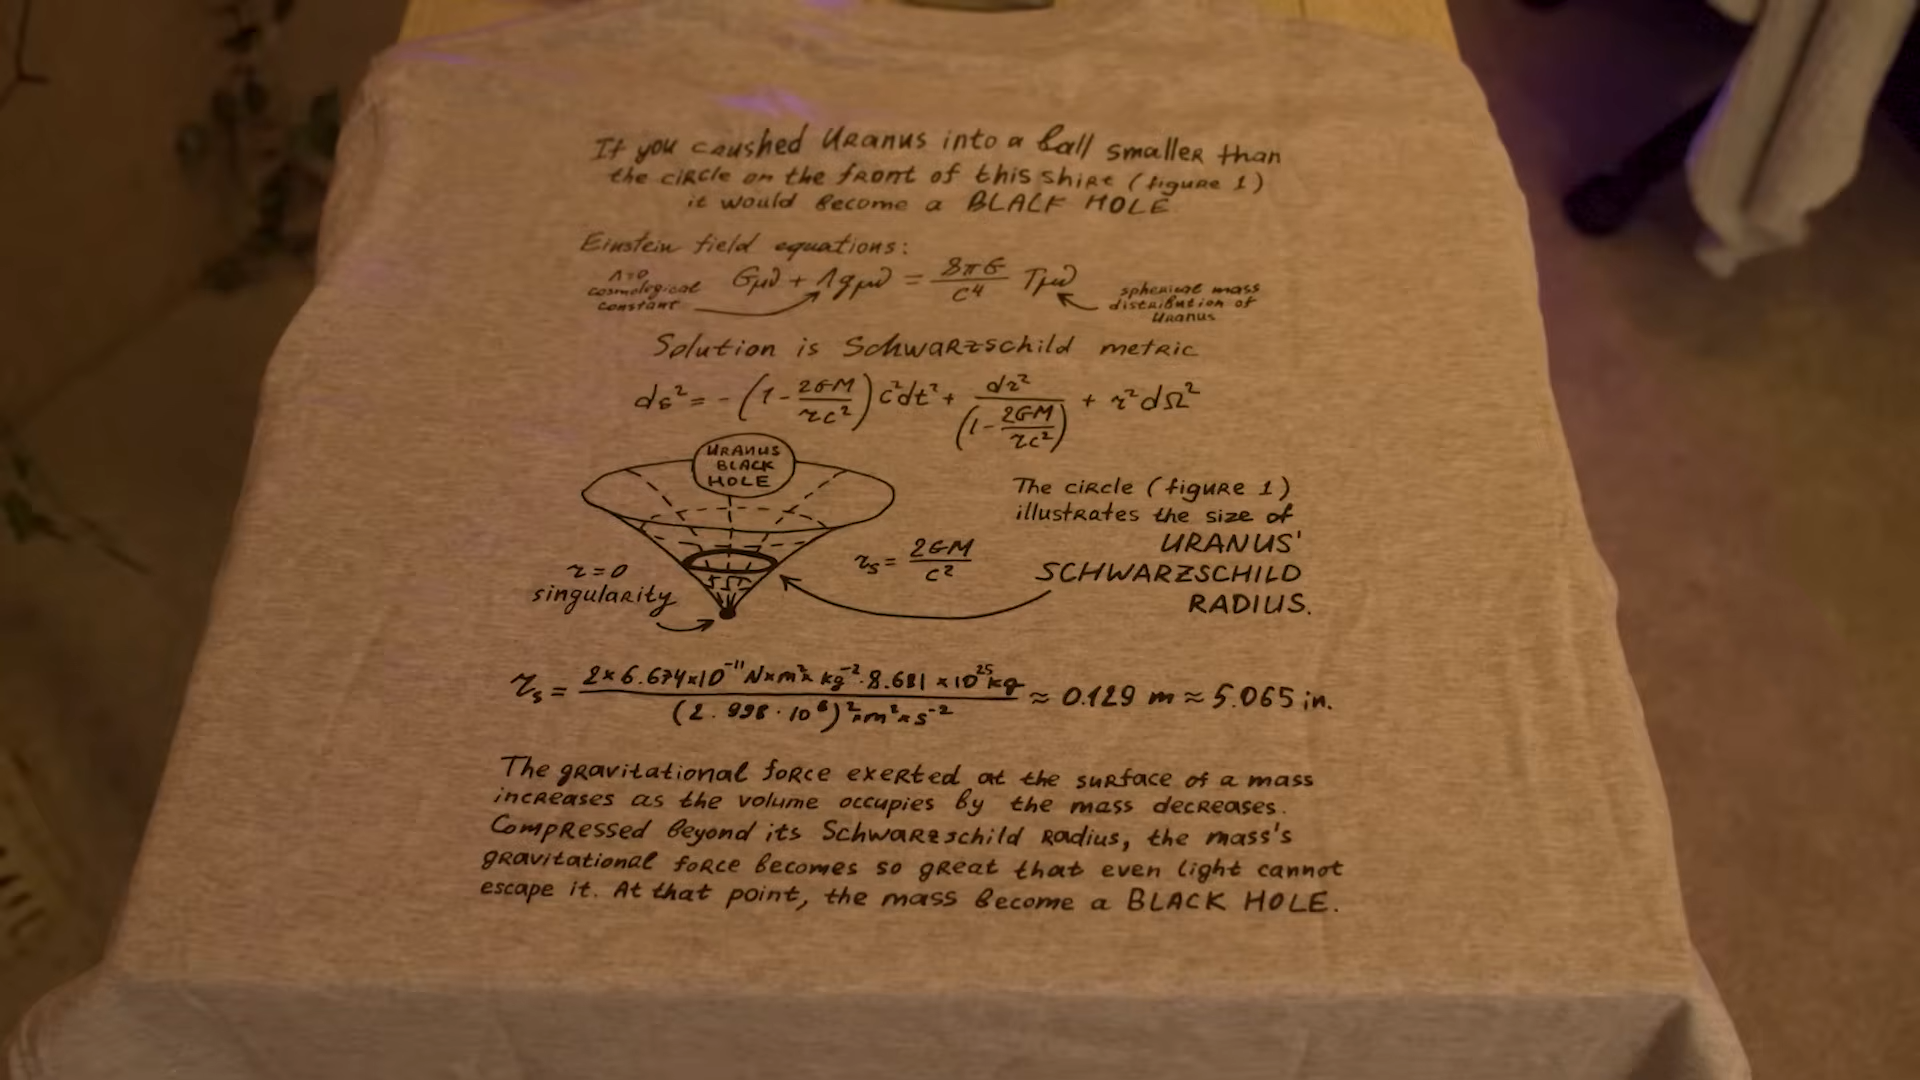 If you crushed Uranus into a ball smaller than
the circle on the front of this shirt (figure 1)
it would become a BLACK HOLE
Einstein field equations:
Λ=0
cosmological
constant
Gμν + Λgμν = 8πG/c⁴ Tμν
spherical mass
distribution of
Uranus
Solution is Schwarzschild metric
ds² = -(1 - 2GM/rc²) c²dt² + dr²/(1 - 2GM/rc²) + r²dΩ²
URANUS
BLACK
HOLE
The circle (figure 1)
illustrates the size of
URANUS'
SCHWARZSCHILD
RADIUS.
rs = 2GM/c²
r=0
singularity
rs = 2×6.674×10⁻¹¹ N×m²×kg⁻²·8.681×10²⁵kg/(2.998·10⁸)²×m²×s⁻² ≈ 0.129 m ≈ 5.065 in.
The gravitational force exerted at the surface of a mass
increases as the volume occupies by the mass decreases.
Compressed beyond its Schwarzschild Radius, the mass's
gravitational force becomes so great that even light cannot
escape it. At that point, the mass become a BLACK HOLE.